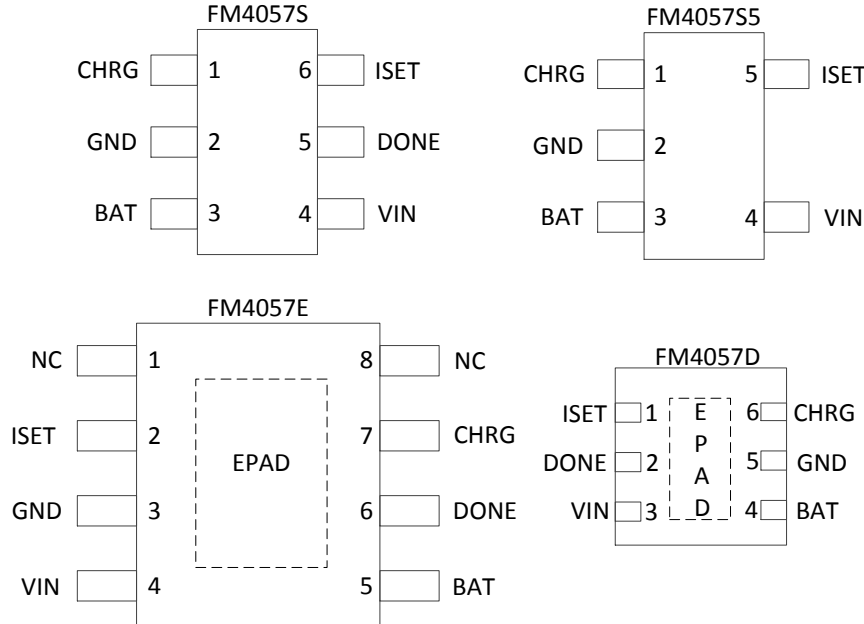 FM4057S
CHRG 1 6 ISET
GND 2 5 DONE
BAT 3 4 VIN
FM4057S5
CHRG 1 5 ISET
GND 2
BAT 3 4 VIN
FM4057E
NC 1 8 NC
ISET 2 7 CHRG
EPAD
GND 3 6 DONE
VIN 4 5 BAT
FM4057D
ISET 1 6 CHRG
DONE 2 5 GND
VIN 3 4 BAT
E
P
A
D